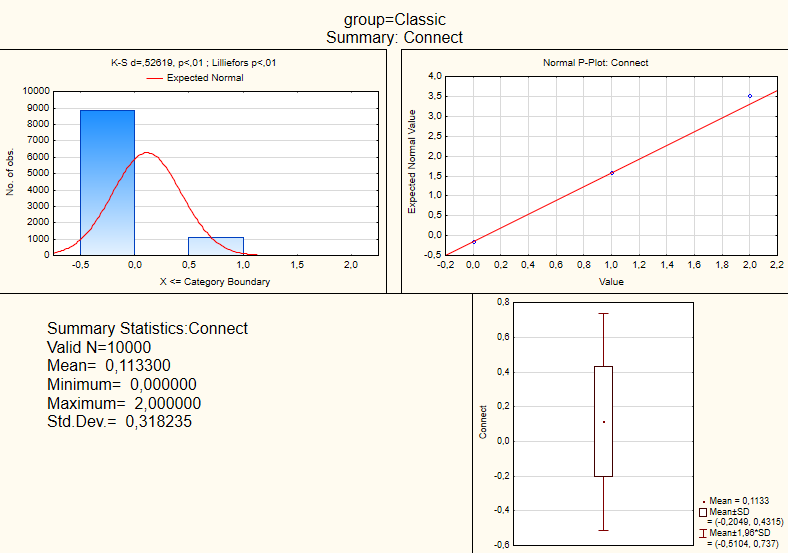 group=Classic
Summary: Connect
K-S d=,52619, p<,01 ; Lilliefors p<,01
Expected Normal
10000
9000
8000
7000
6000
5000
4000
3000
2000
1000
0
No. of obs.
-0,5 0,0 0,5 1,0 1,5 2,0
X <= Category Boundary
Normal P-Plot: Connect
4,0
3,5
3,0
2,5
2,0
1,5
1,0
0,5
0,0
-0,5
Expected Normal Value
-0,2 0,0 0,2 0,4 0,6 0,8 1,0 1,2 1,4 1,6 1,8 2,0 2,2
Value
Summary Statistics:Connect
Valid N=10000
Mean= 0,113300
Minimum= 0,000000
Maximum= 2,000000
Std.Dev.= 0,318235
0,8
0,6
0,4
0,2
0,0
-0,2
-0,4
-0,6
Connect
Mean = 0,1133
Mean±SD
= (-0,2049, 0,4315)
Mean±1,96*SD
= (-0,5104, 0,737)